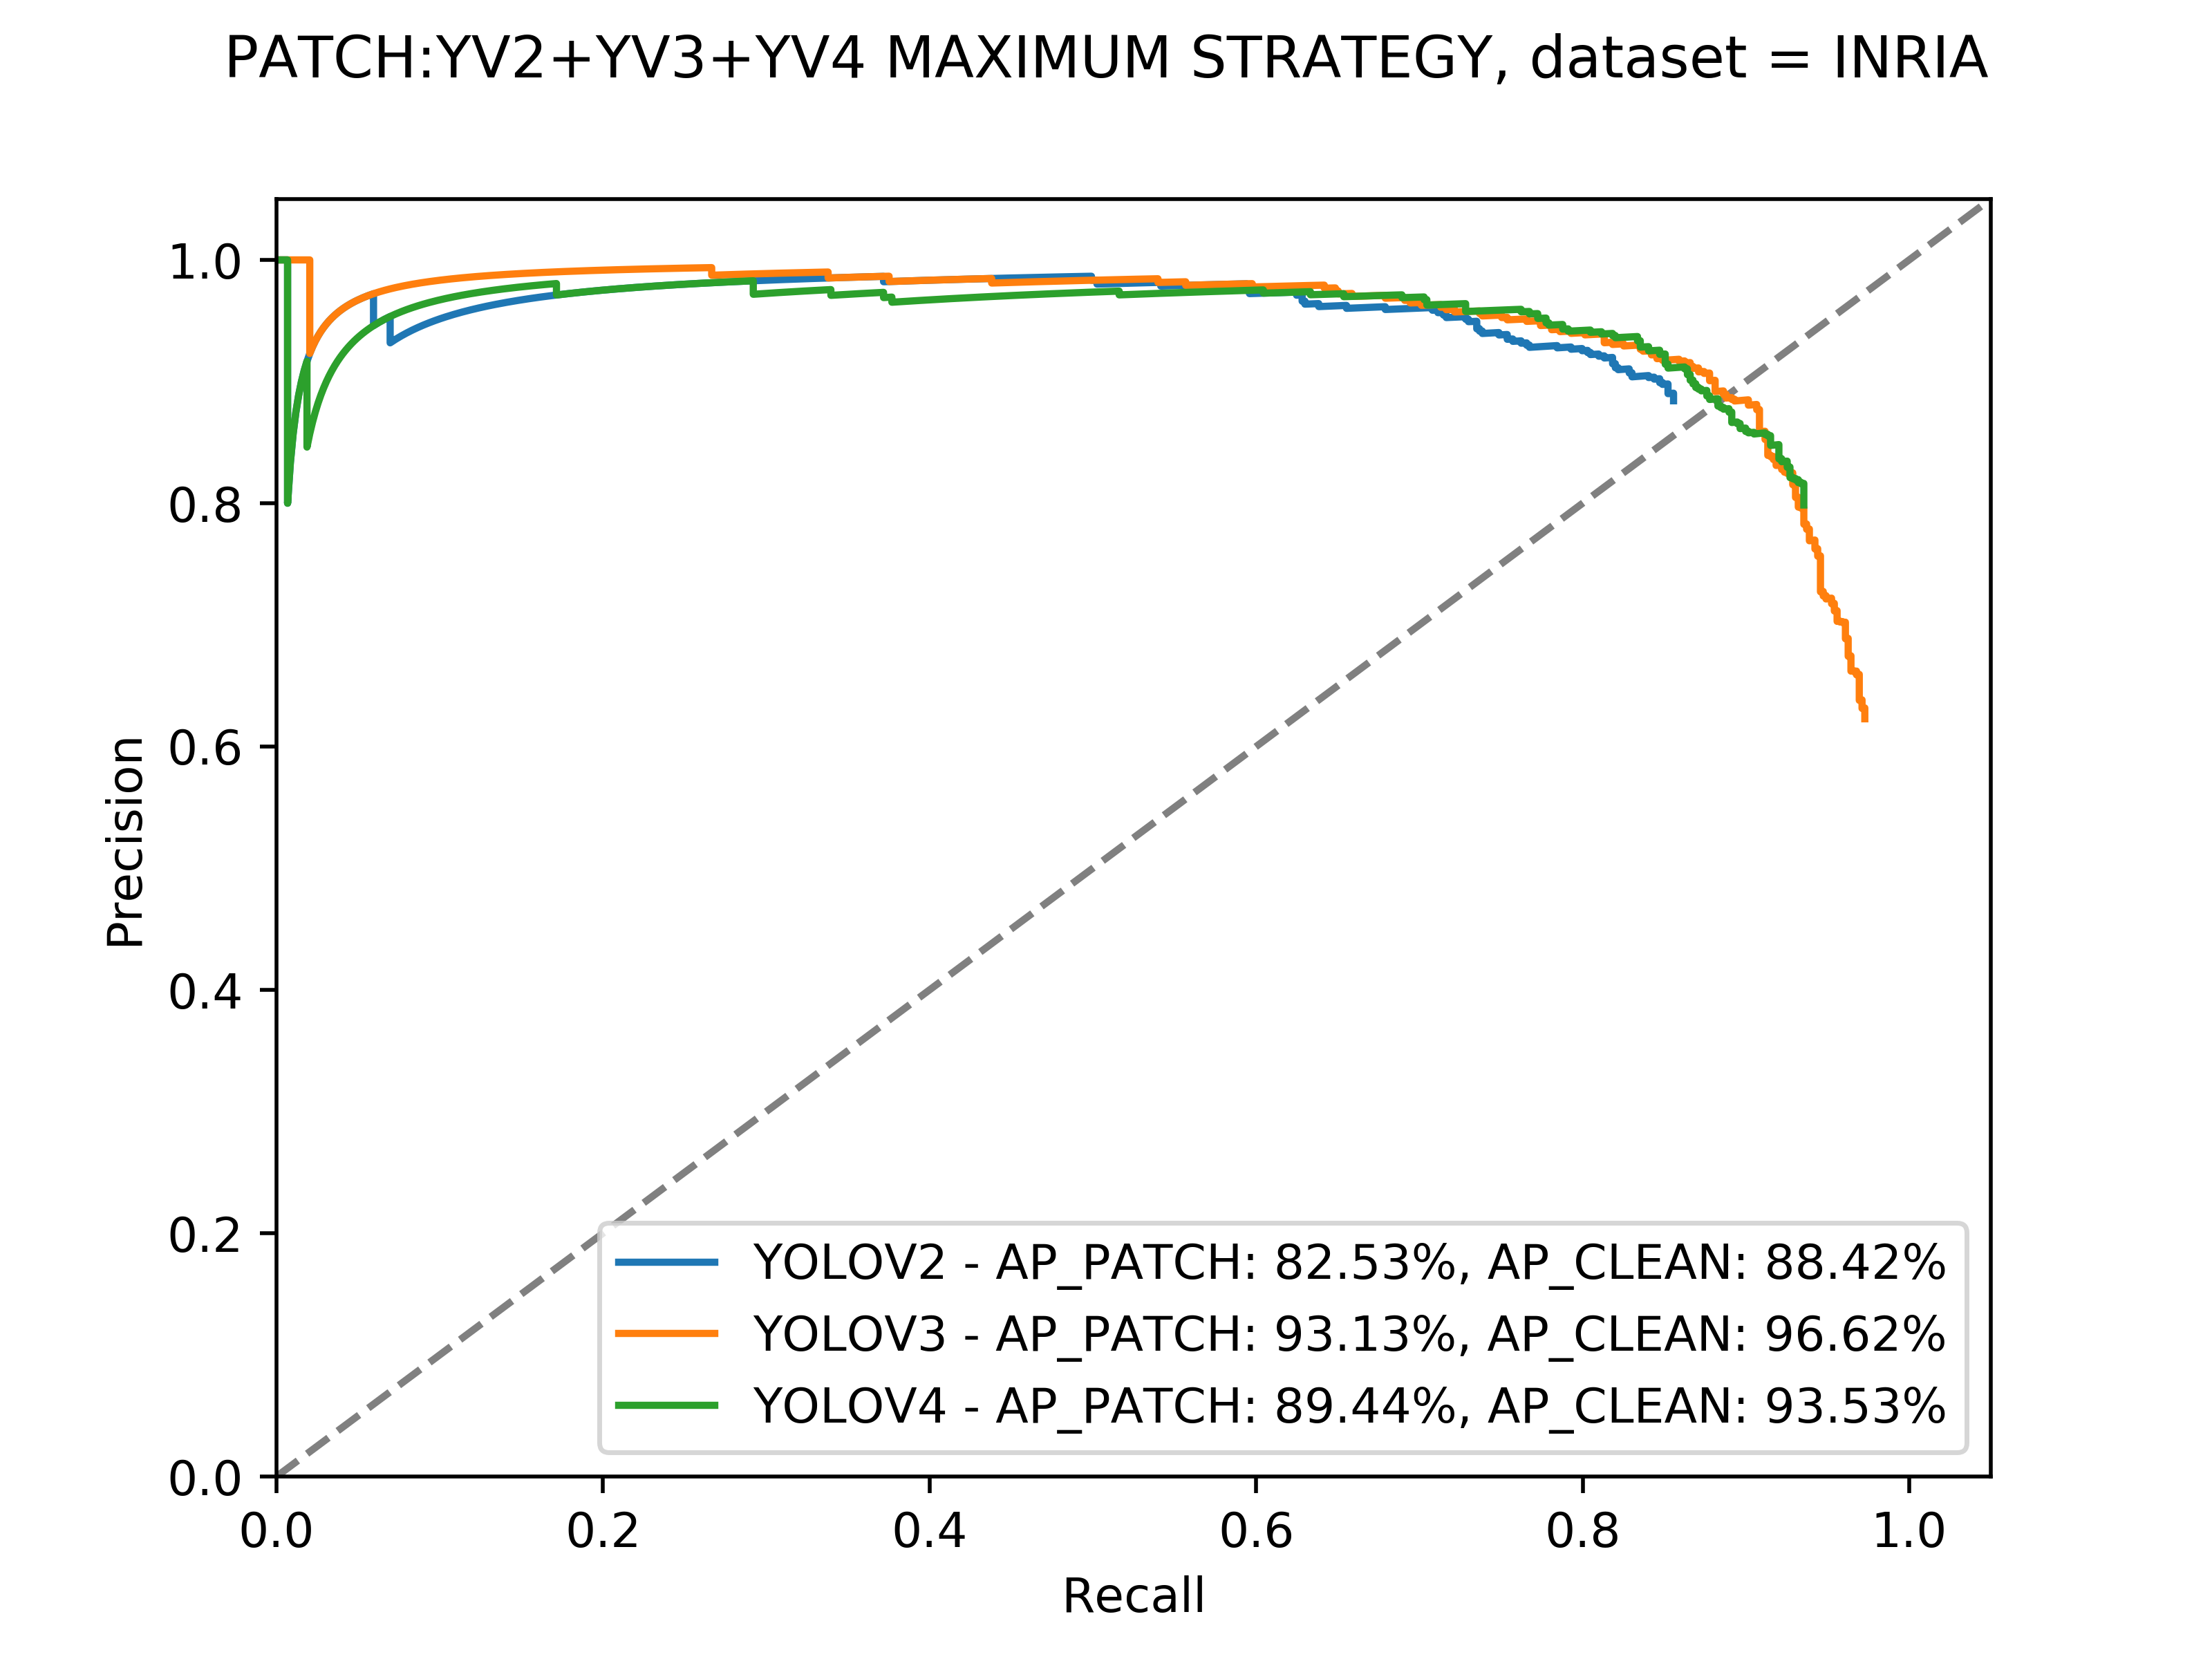 PATCH:YV2+YV3+YV4 MAXIMUM STRATEGY, dataset = INRIA
Precision
1.0
0.8
0.6
0.4
0.2
0.0
YOLOV2 - AP_PATCH: 82.53%, AP_CLEAN: 88.42%
YOLOV3 - AP_PATCH: 93.13%, AP_CLEAN: 96.62%
YOLOV4 - AP_PATCH: 89.44%, AP_CLEAN: 93.53%
0.0 0.2 0.4 0.6 0.8 1.0
Recall